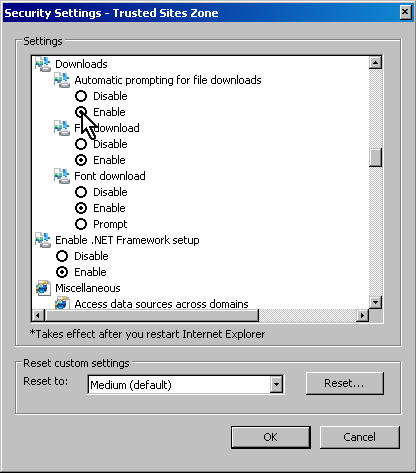 Security Settings - Trusted Sites Zone
Settings
Downloads
Automatic prompting for file downloads
Disable
Enable
download
Disable
Enable
Font download
Disable
Enable
Prompt
Enable .NET Framework setup
Disable
Enable
Miscellaneous
Access data sources across domains
*Takes effect after you restart Internet Explorer
Reset custom settings
Reset to:
Medium (default)
Reset...
OK
Cancel